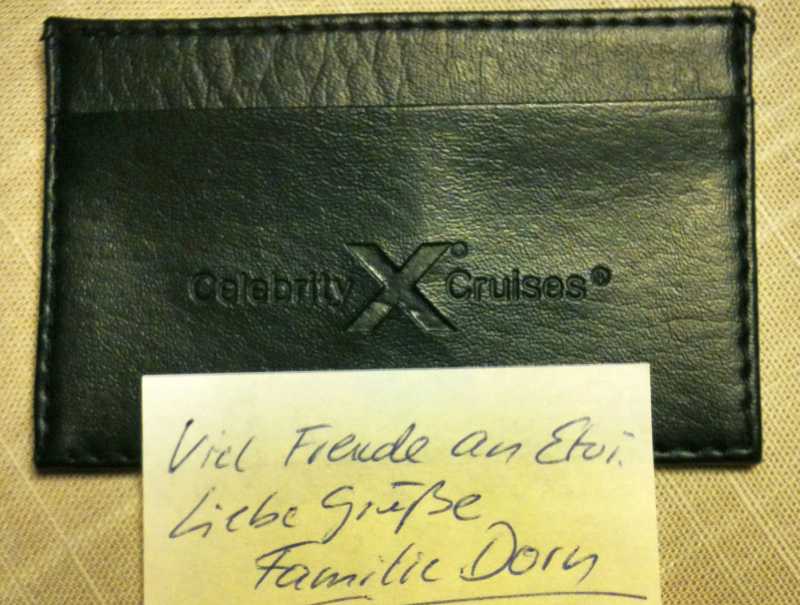 Celebrity X® Cruises®
Viel Freude am Etui.
Liebe Grüße
Familie Dorn